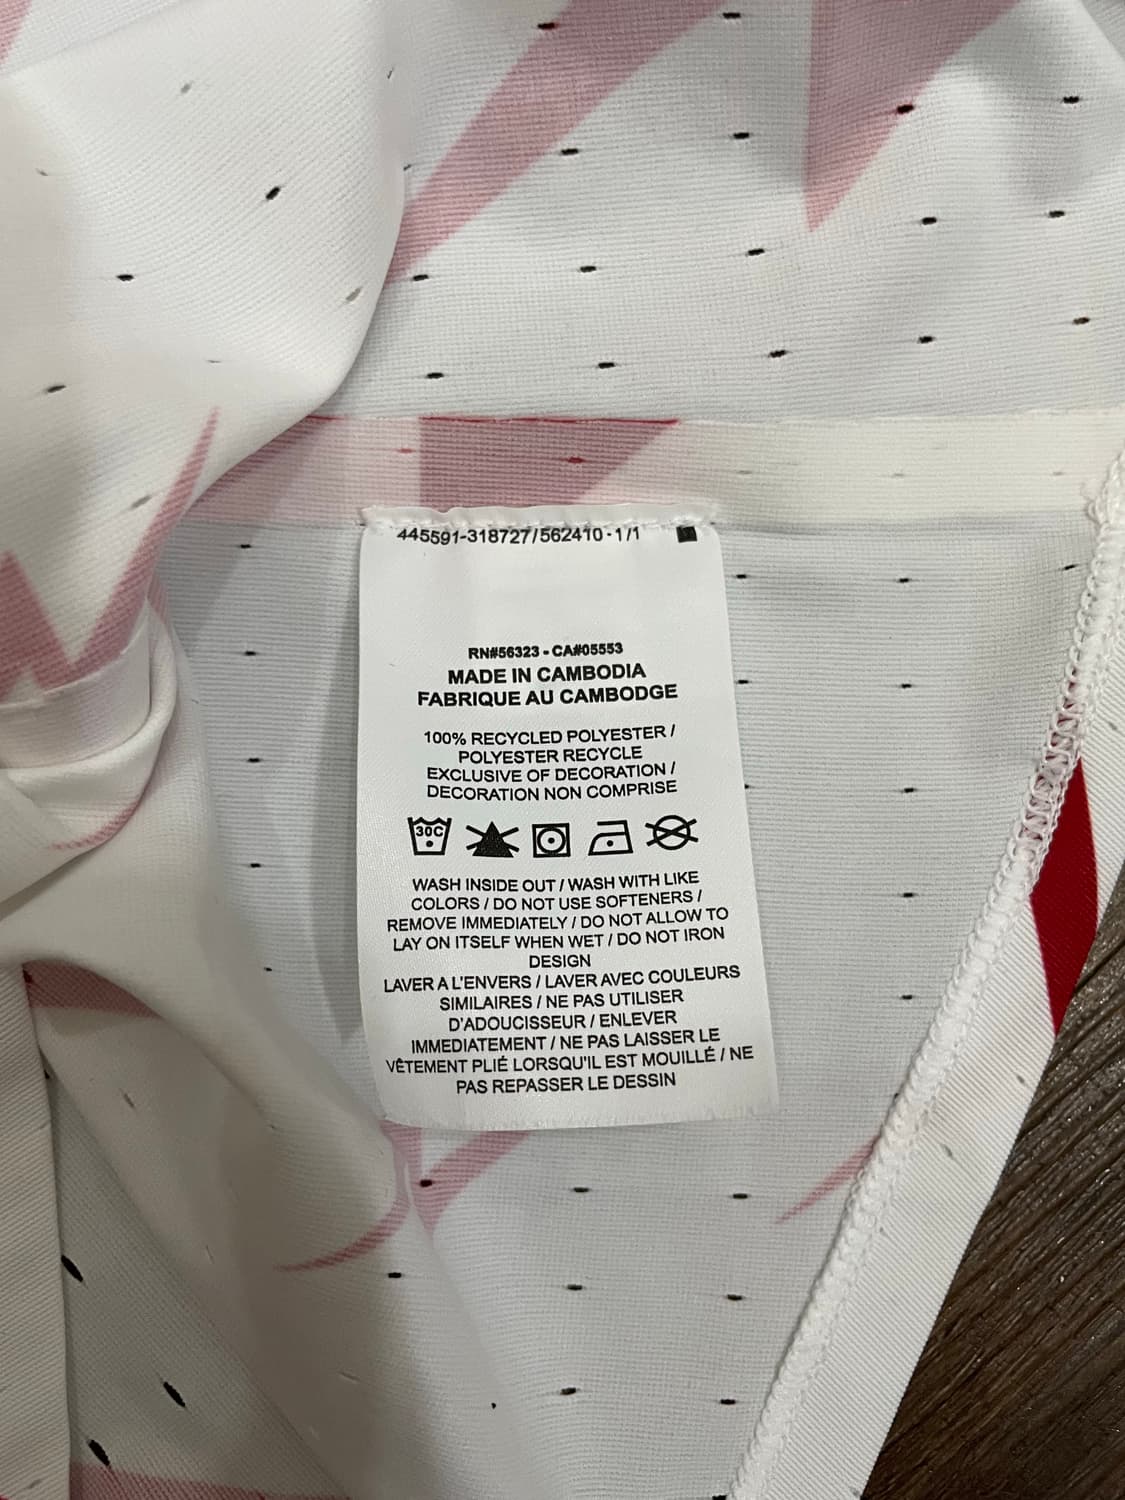 445591-318727/562410-1/1
RN#56323 - CA#05553
MADE IN CAMBODIA
FABRIQUE AU CAMBODGE
100% RECYCLED POLYESTER /
POLYESTER RECYCLE
EXCLUSIVE OF DECORATION /
DECORATION NON COMPRISE
30C
WASH INSIDE OUT / WASH WITH LIKE
COLORS / DO NOT USE SOFTENERS /
REMOVE IMMEDIATELY / DO NOT ALLOW TO
LAY ON ITSELF WHEN WET / DO NOT IRON
DESIGN
LAVER A L'ENVERS / LAVER AVEC COULEURS
SIMILAIRES / NE PAS UTILISER
D'ADOUCISSEUR / ENLEVER
IMMEDIATEMENT / NE PAS LAISSER LE
VÊTEMENT PLIÉ LORSQU'IL EST MOUILLÉ / NE
PAS REPASSER LE DESSIN